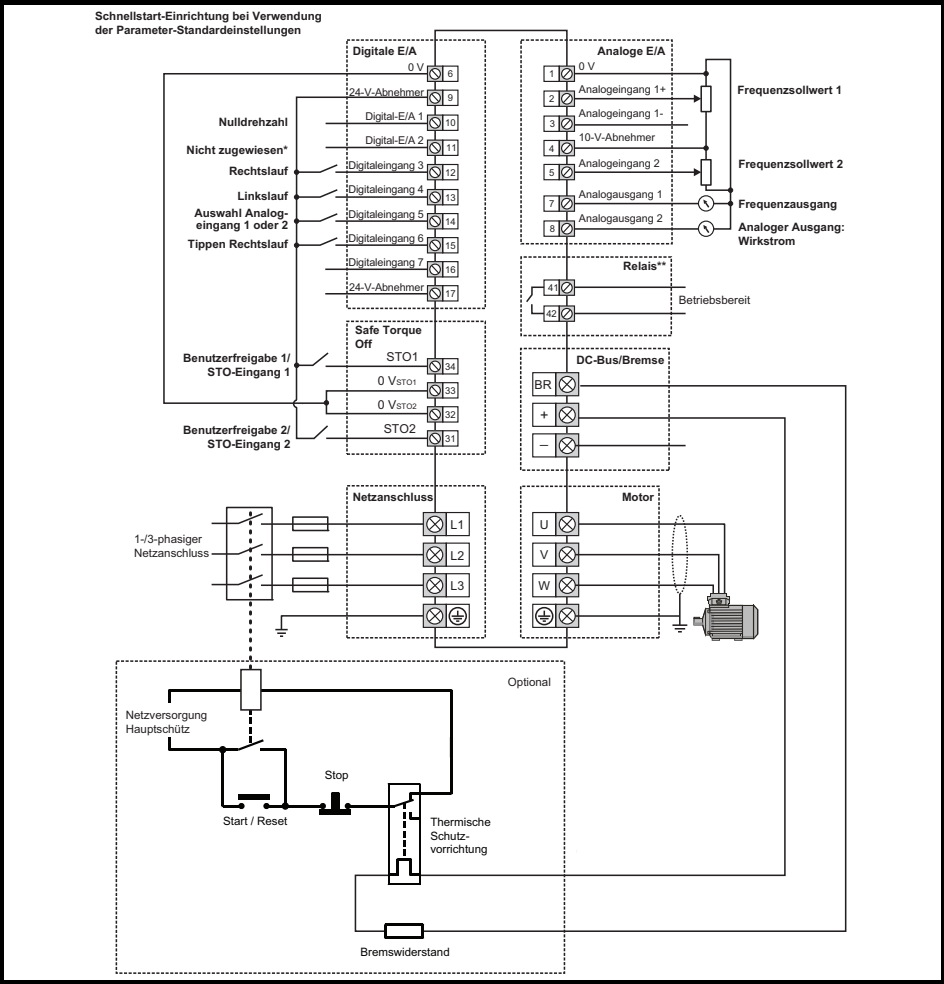 Schnellstart-Einrichtung bei Verwendung
der Parameter-Standardeinstellungen
Digitale E/A
0 V
6
24-V-Abnehmer
9
Nulldrehzahl
Digital-E/A 1
10
Nicht zugewiesen*
Digital-E/A 2
11
Rechtslauf
Digitaleingang 3
12
Linkslauf
Digitaleingang 4
13
Auswahl Analog-
eingang 1 oder 2
Digitaleingang 5
14
Tippen Rechtslauf
Digitaleingang 6
15
Digitaleingang 7
16
24-V-Abnehmer
17
Analoge E/A
1
0 V
2
Analogeingang 1+
Frequenzsollwert 1
3
Analogeingang 1-
4
10-V-Abnehmer
5
Analogeingang 2
Frequenzsollwert 2
7
Analogausgang 1
Frequenzausgang
8
Analogausgang 2
Analoger Ausgang:
Wirkstrom
Relais**
41
42
Betriebsbereit
Safe Torque
Off
Benutzerfreigabe 1/
STO-Eingang 1
STO1
34
0 VSTO1
33
0 VSTO2
32
Benutzerfreigabe 2/
STO-Eingang 2
STO2
31
DC-Bus/Bremse
BR
+
–
Netzanschluss
1-/3-phasiger
Netzanschluss
L1
L2
L3
Motor
U
V
W
Optional
Netzversorgung
Hauptschütz
Stop
Start / Reset
Thermische
Schutz-
vorrichtung
Bremswiderstand